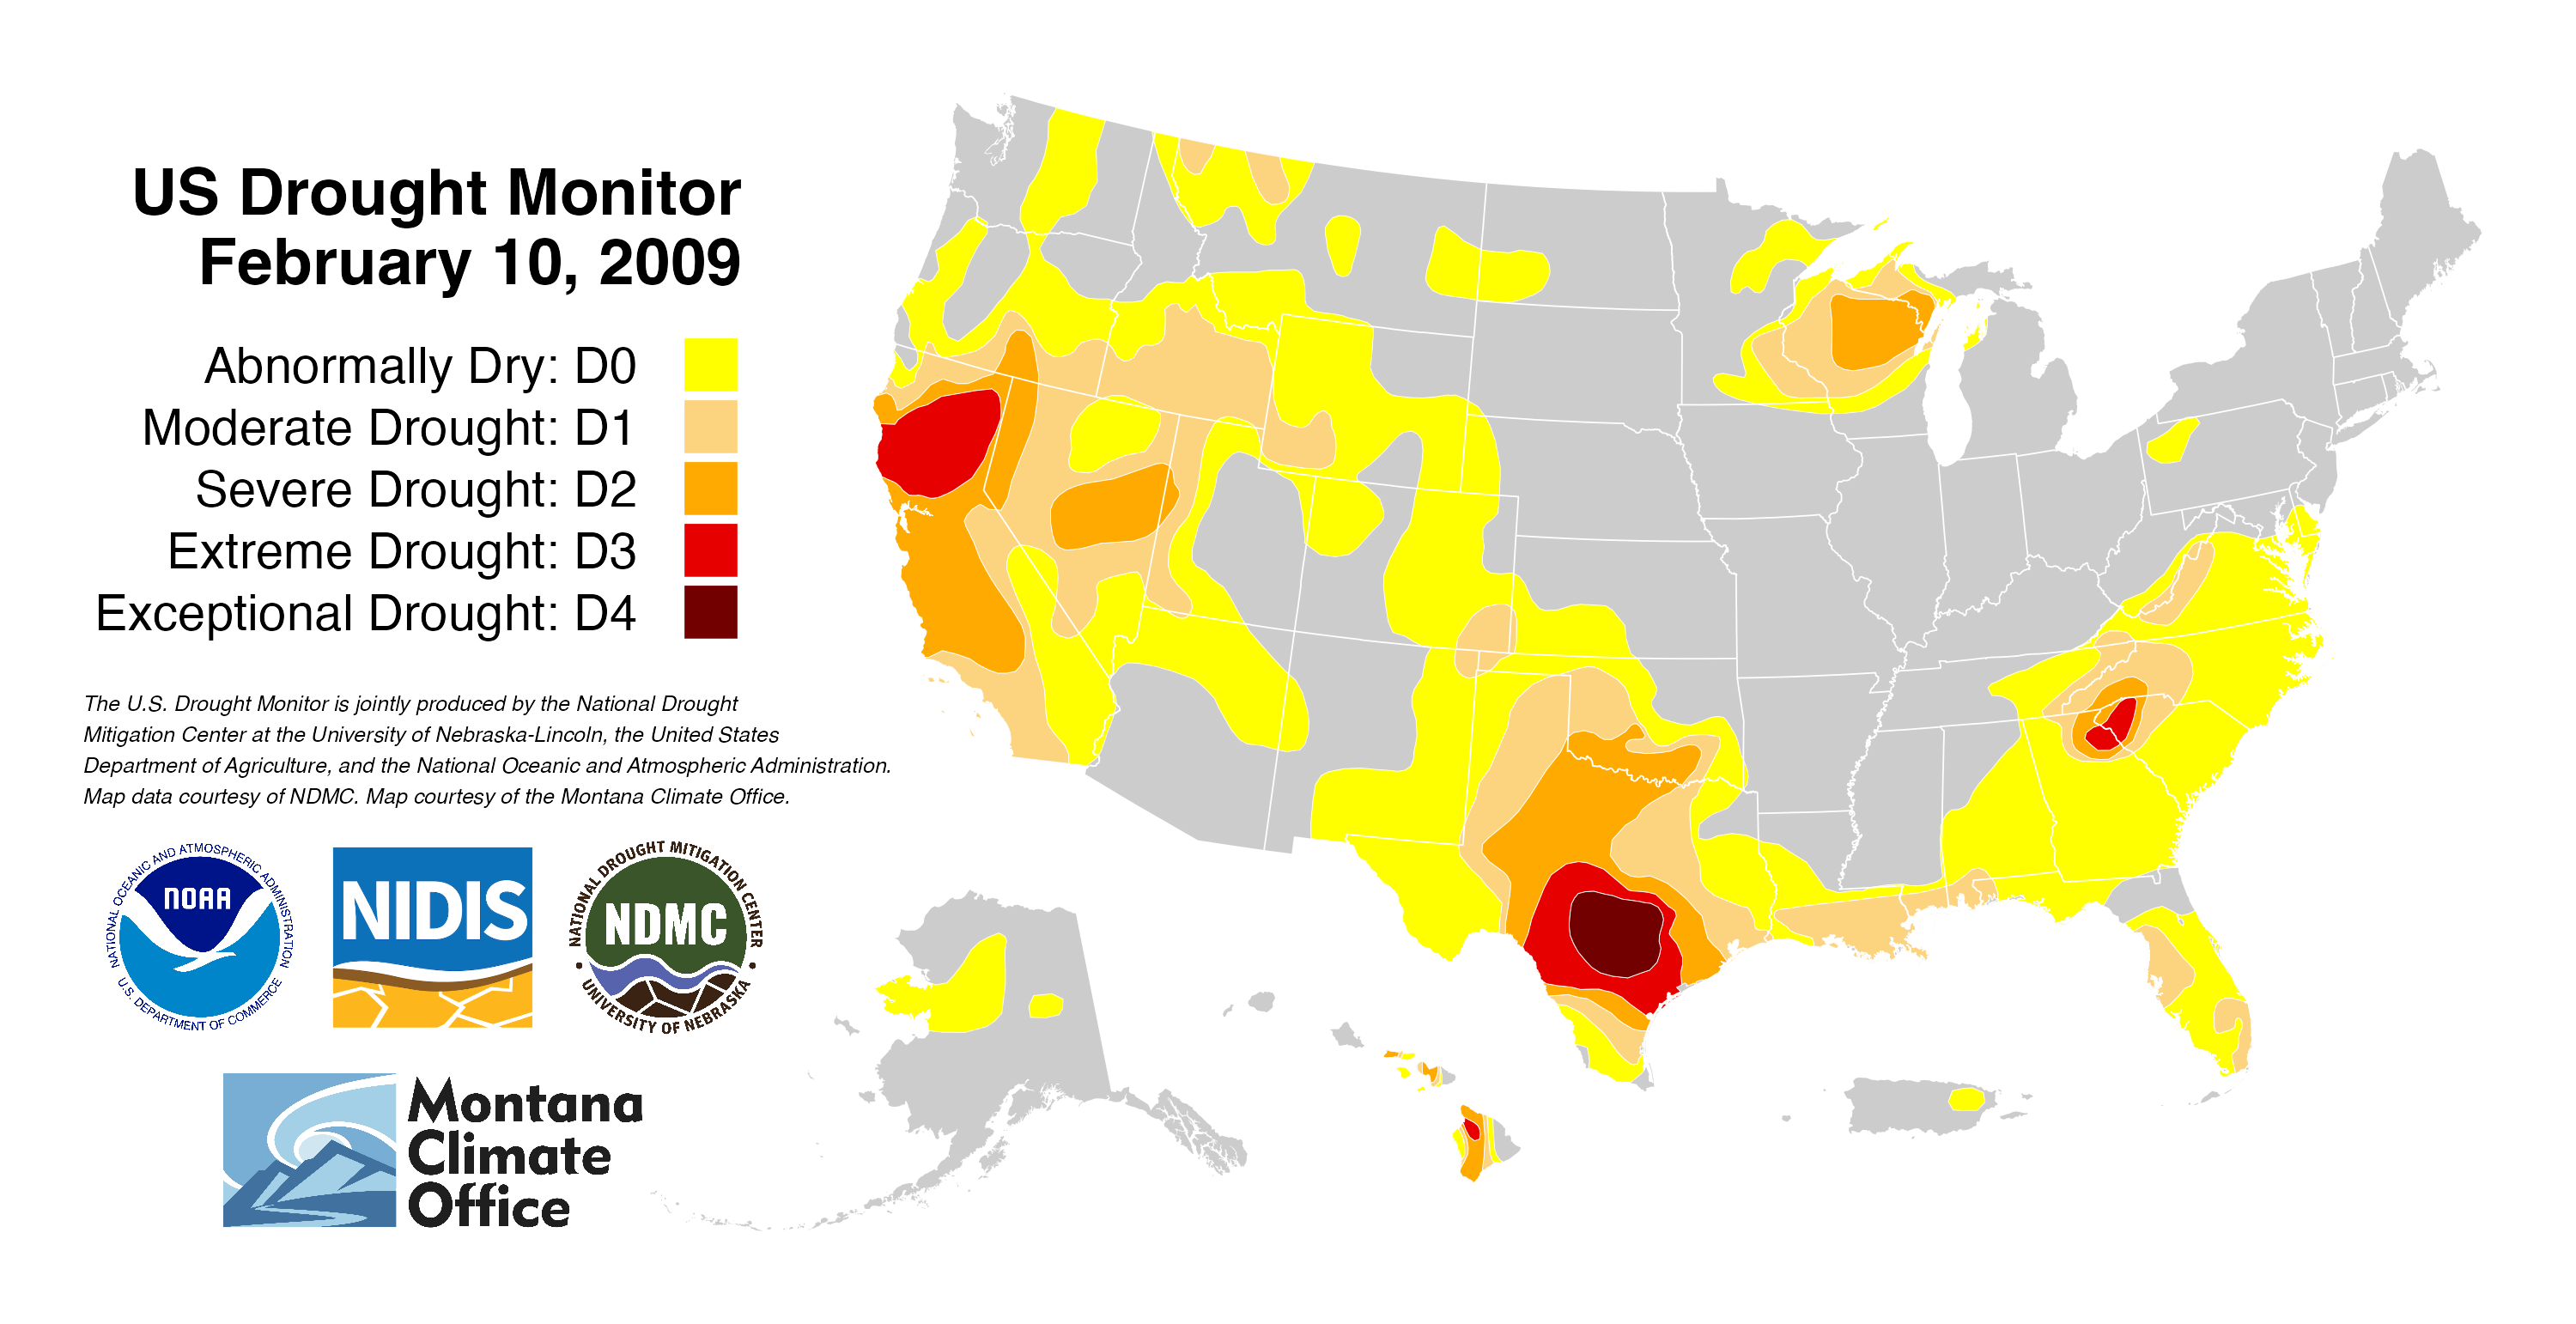 US Drought Monitor
February 10, 2009
Abnormally Dry: D0
Moderate Drought: D1
Severe Drought: D2
Extreme Drought: D3
Exceptional Drought: D4
The U.S. Drought Monitor is jointly produced by the National Drought
Mitigation Center at the University of Nebraska-Lincoln, the United States
Department of Agriculture, and the National Oceanic and Atmospheric Administration.
Map data courtesy of NDMC. Map courtesy of the Montana Climate Office.
NATIONAL OCEANIC AND ATMOSPHERIC ADMINISTRATION
NOAA
U.S. DEPARTMENT OF COMMERCE
NIDIS
NATIONAL DROUGHT MITIGATION CENTER
NDMC
UNIVERSITY OF NEBRASKA
Montana
Climate
Office